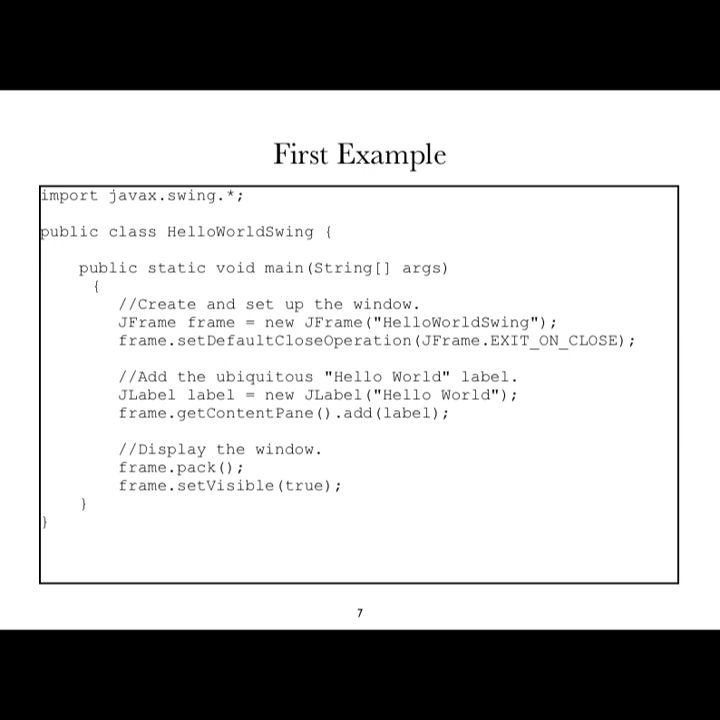 First Example
import javax.swing.*;
public class HelloWorldSwing {
public static void main(String[] args)
{
//Create and set up the window.
JFrame frame = new JFrame("HelloWorldSwing");
frame.setDefaultCloseOperation(JFrame.EXIT_ON_CLOSE);
//Add the ubiquitous "Hello World" label.
JLabel label = new JLabel("Hello World");
frame.getContentPane().add(label);
//Display the window.
frame.pack();
frame.setVisible(true);
}
}
7